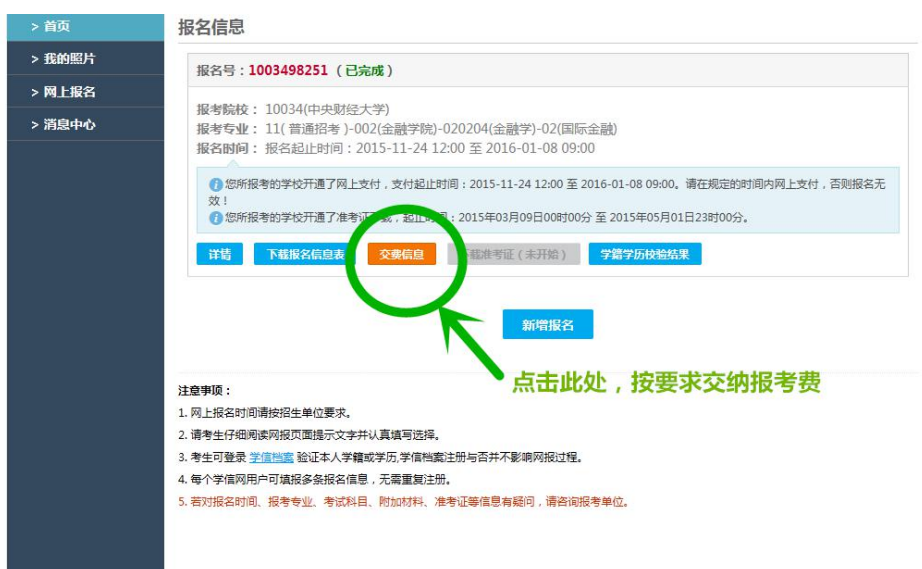 > 首页
> 我的照片
> 网上报名
> 消息中心
报名信息
报名号：1003498251 （已完成）
报考院校： 10034(中央财经大学)
报考专业： 11( 普通招考 )-002(金融学院)-020204(金融学)-02(国际金融)
报名时间： 报名起止时间：2015-11-24 12:00 至 2016-01-08 09:00
您所报考的学校开通了网上支付，支付起止时间：2015-11-24 12:00 至 2016-01-08 09:00。请在规定的时间内网上支付，否则报名无
效！
您所报考的学校开通了准考证下载，起止时间：2015年03月09日00时00分 至 2015年05月01日23时00分。
详情 下载报名信息表 交费信息 下载准考证（未开始） 学籍学历校验结果
新增报名
点击此处，按要求交纳报考费
注意事项：
1. 网上报名时间请按招生单位要求。
2. 请考生仔细阅读网报页面提示文字并认真填写选择。
3. 考生可登录 学信档案 验证本人学籍或学历,学信档案注册与否并不影响网报过程。
4. 每个学信网用户可填报多条报名信息，无需重复注册。
5. 若对报名时间、报考专业、考试科目、附加材料、准考证等信息有疑问，请咨询报考单位。